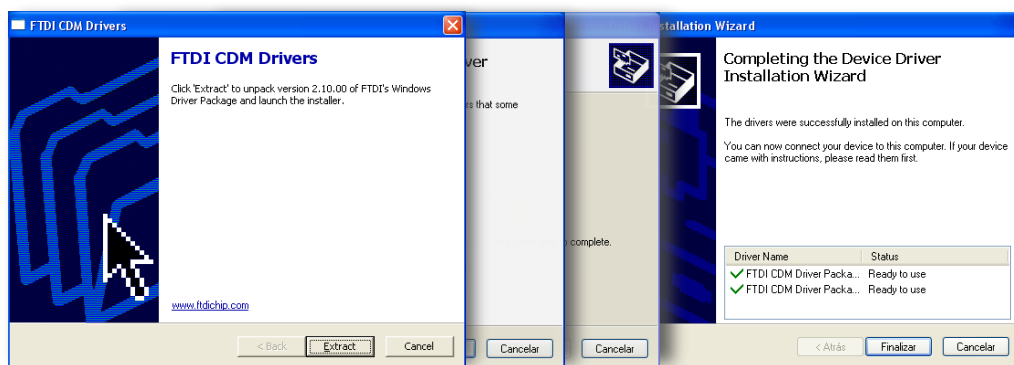 FTDI CDM Drivers
FTDI CDM Drivers
Click 'Extract' to unpack version 2.10.00 of FTDI's Windows
Driver Package and launch the installer.
www.ftdichip.com
< Back
Extract
Cancel
that some
Cancelar
complete.
Cancelar
Wizard
Completing the Device Driver
Installation Wizard
The drivers were successfully installed on this computer.
You can now connect your device to this computer. If your device
came with instructions, please read them first.
Driver Name Status
FTDI CDM Driver Packa... Ready to use
FTDI CDM Driver Packa... Ready to use
< Atrás
Finalizar
Cancelar